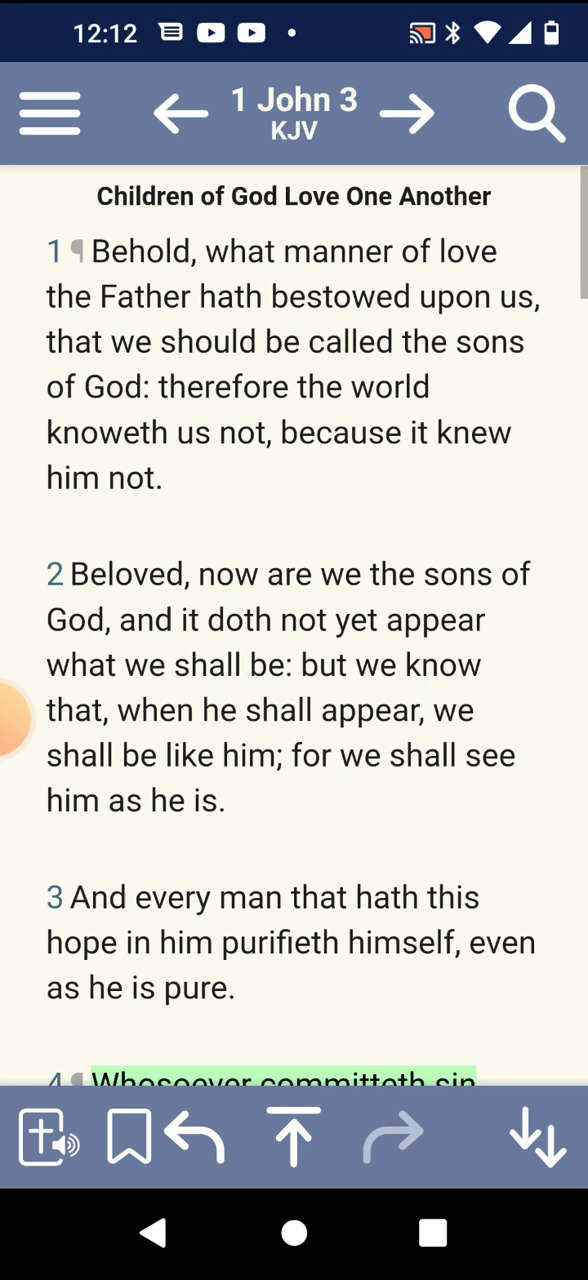 12:12
1 John 3
KJV
Children of God Love One Another
1 ¶ Behold, what manner of love
the Father hath bestowed upon us,
that we should be called the sons
of God: therefore the world
knoweth us not, because it knew
him not.
2 Beloved, now are we the sons of
God, and it doth not yet appear
what we shall be: but we know
that, when he shall appear, we
shall be like him; for we shall see
him as he is.
3 And every man that hath this
hope in him purifieth himself, even
as he is pure.
4 ¶ Whosoever committeth sin